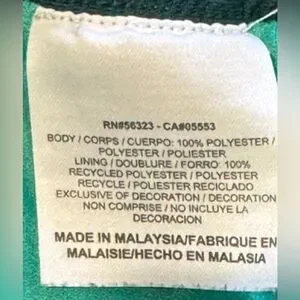 RN#56323 - CA#05553
BODY / CORPS / CUERPO: 100% POLYESTER /
POLYESTER / POLIESTER
LINING / DOUBLURE / FORRO: 100%
RECYCLED POLYESTER / POLYESTER
RECYCLE / POLIESTER RECICLADO
EXCLUSIVE OF DECORATION / DECORATION
NON COMPRISE / NO INCLUYE LA
DECORACION
MADE IN MALAYSIA/FABRIQUE EN
MALAISIE/HECHO EN MALASIA